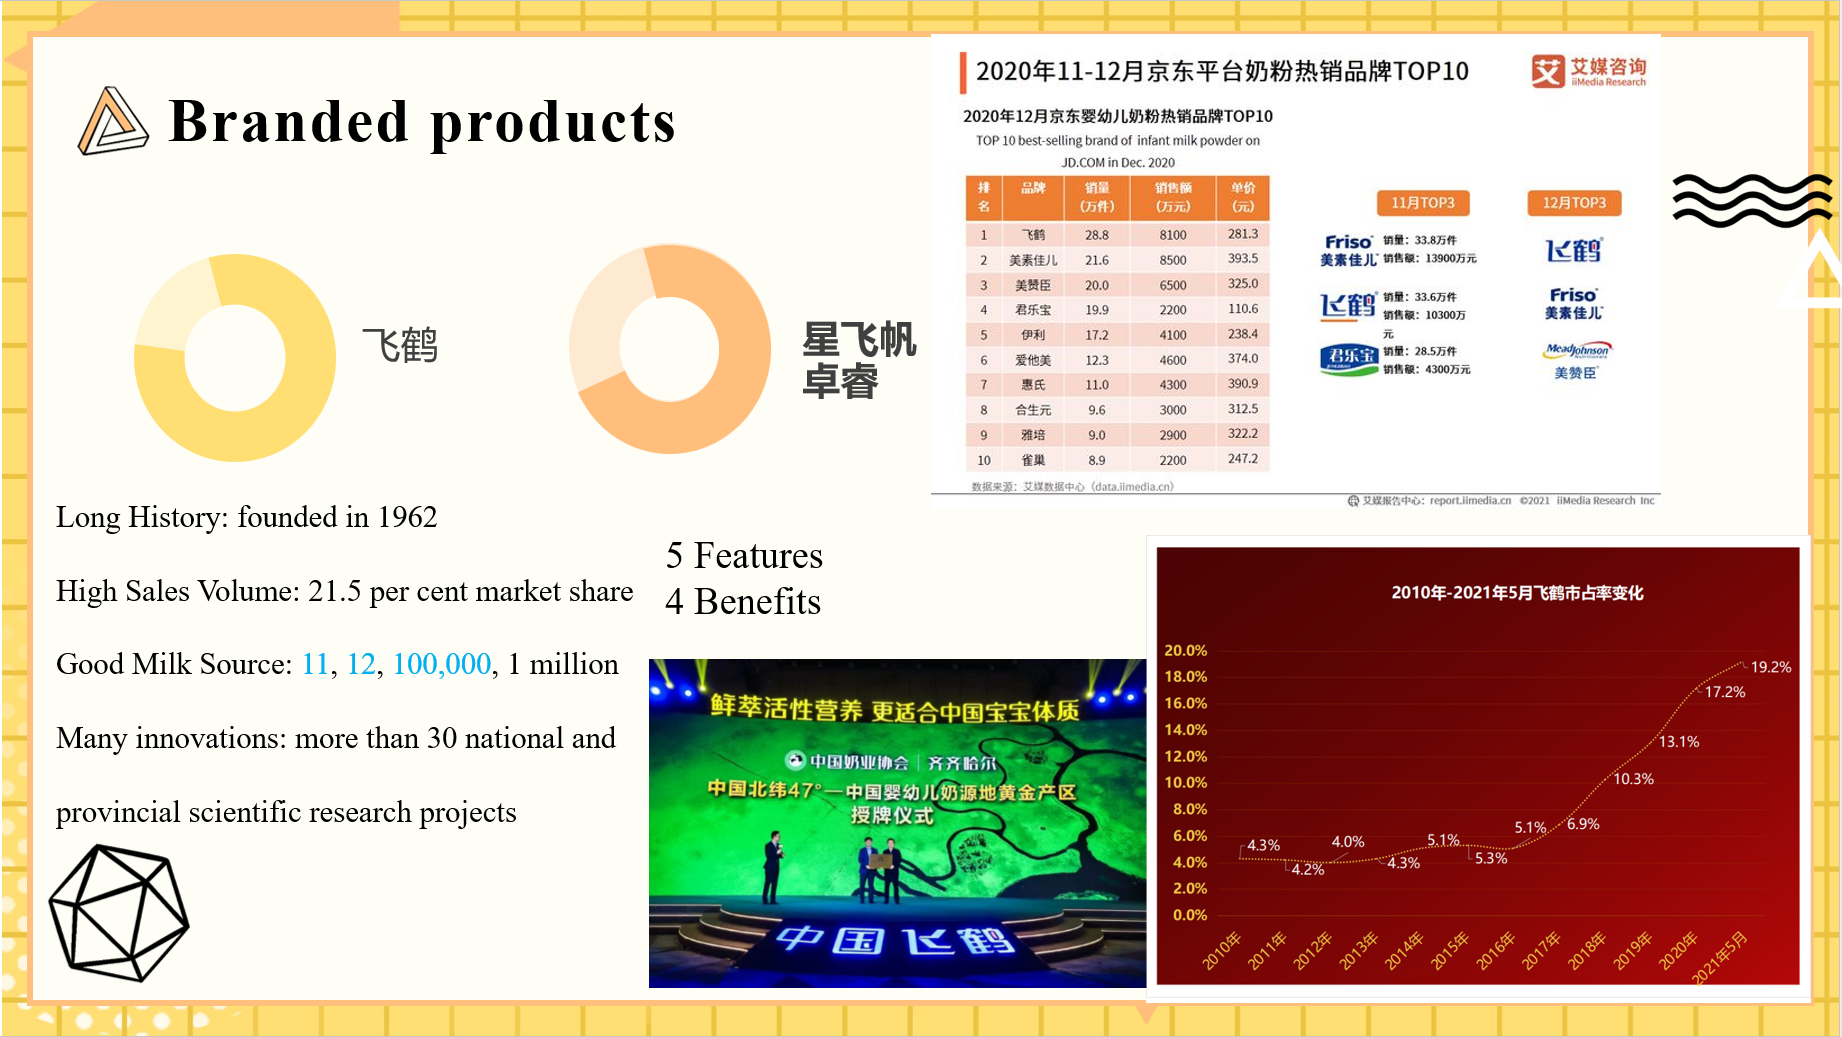 Branded products
飞鹤
星飞帆
卓睿
Long History: founded in 1962
High Sales Volume: 21.5 per cent market share
Good Milk Source: 11, 12, 100,000, 1 million
Many innovations: more than 30 national and
provincial scientific research projects
5 Features
4 Benefits
2020年11-12月京东平台奶粉热销品牌TOP10
艾 艾媒咨询
iiMedia Research
2020年12月京东婴幼儿奶粉热销品牌TOP10
TOP 10 best-selling brand of infant milk powder on
JD.COM in Dec. 2020
排名 品牌 销量(万件) 销售额(万元) 单价(元)
1 飞鹤 28.8 8100 281.3
2 美素佳儿 21.6 8500 393.5
3 美赞臣 20.0 6500 325.0
4 君乐宝 19.9 2200 110.6
5 伊利 17.2 4100 238.4
6 爱他美 12.3 4600 374.0
7 惠氏 11.0 4300 390.9
8 合生元 9.6 3000 312.5
9 雅培 9.0 2900 322.2
10 雀巢 8.9 2200 247.2
数据来源：艾媒数据中心（data.iimedia.cn）
11月TOP3
Friso
美素佳儿
销量：33.8万件
销售额：13900万元
飞鹤
销量：33.6万件
销售额：10300万
元
君乐宝
销量：28.5万件
销售额：4300万元
12月TOP3
飞鹤
Friso
美素佳儿
MeadJohnson
美赞臣
艾媒报告中心：report.iimedia.cn ©2021 iiMedia Research Inc
鲜萃活性营养 更适合中国宝宝体质
中国奶业协会｜齐齐哈尔
中国北纬47°—中国婴幼儿奶源地黄金产区
授牌仪式
中国飞鹤
2010年-2021年5月飞鹤市占率变化
20.0%
18.0%
16.0%
14.0%
12.0%
10.0%
8.0%
6.0%
4.0%
2.0%
0.0%
4.3%
4.2%
4.0%
4.3%
5.1%
5.3%
5.1%
6.9%
10.3%
13.1%
17.2%
19.2%
2010年
2011年
2012年
2013年
2014年
2015年
2016年
2017年
2018年
2019年
2020年
2021年5月